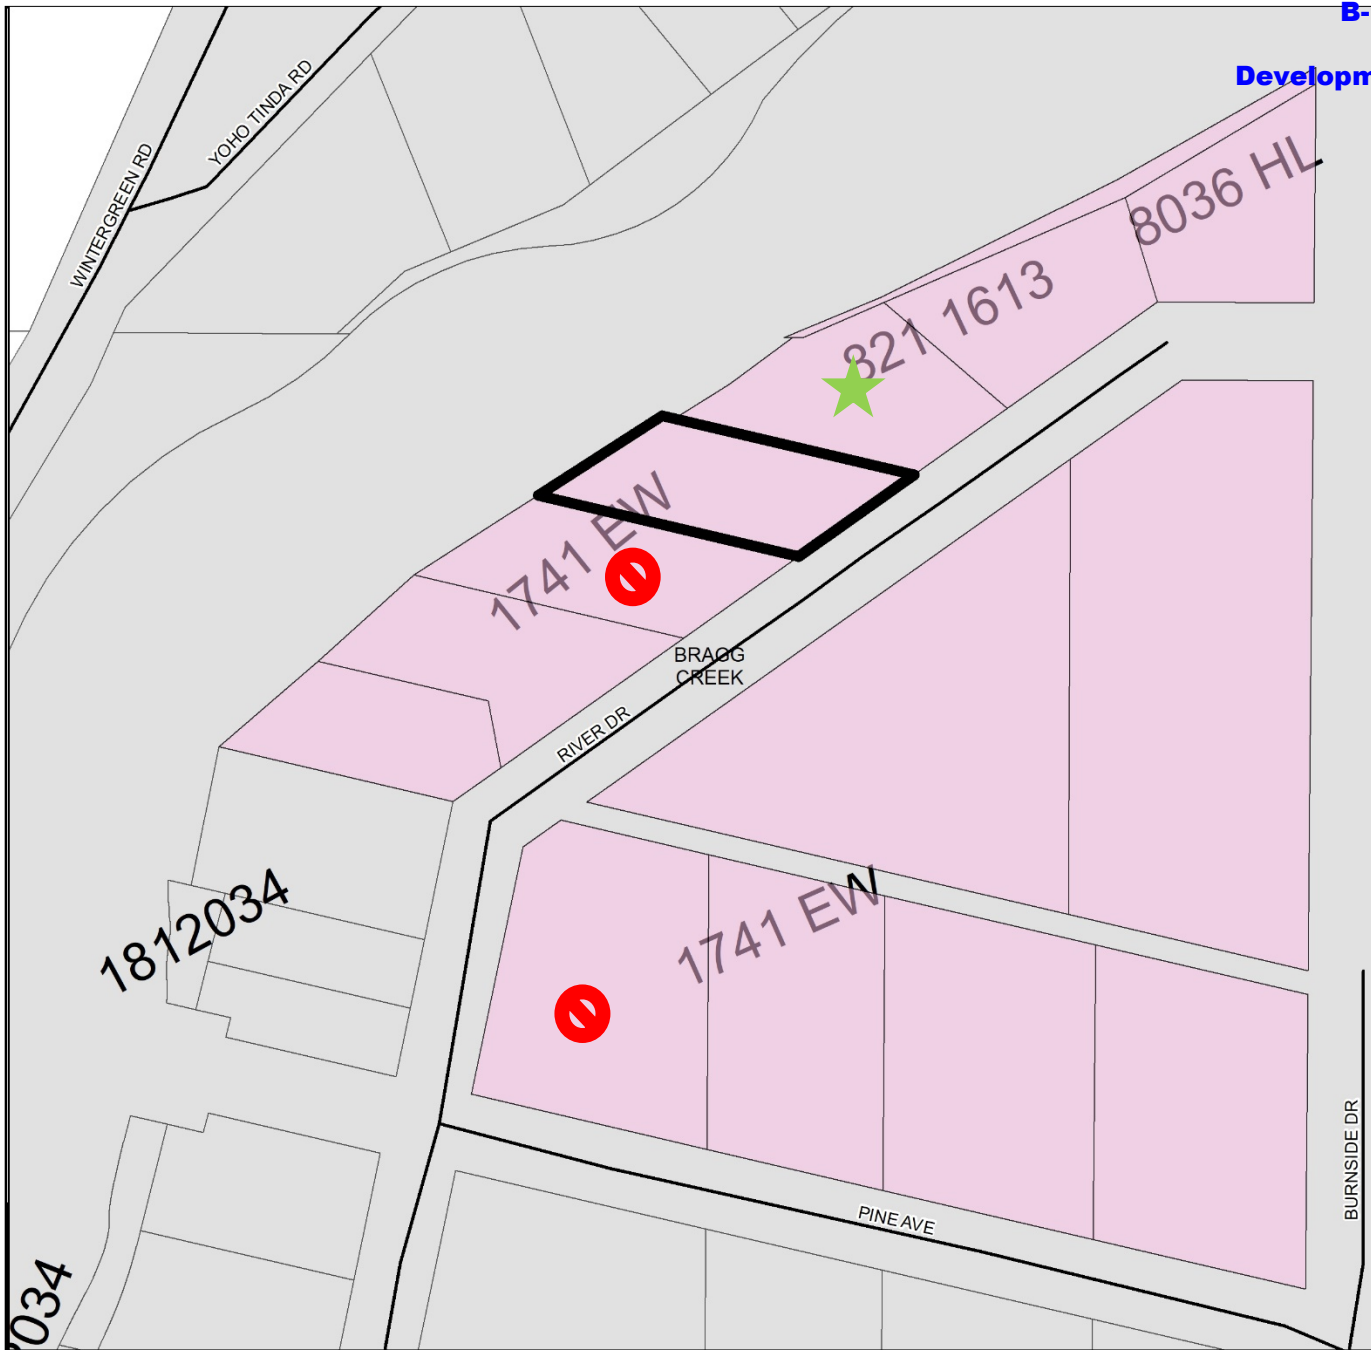 B-
Developm
YOHO TINDA RD
WINTERGREEN RD
8036 HL
821 1613
1741 EW
BRAGG
CREEK
RIVER DR
1741 EW
1812034
PINE AVE
BURNSIDE DR
2034